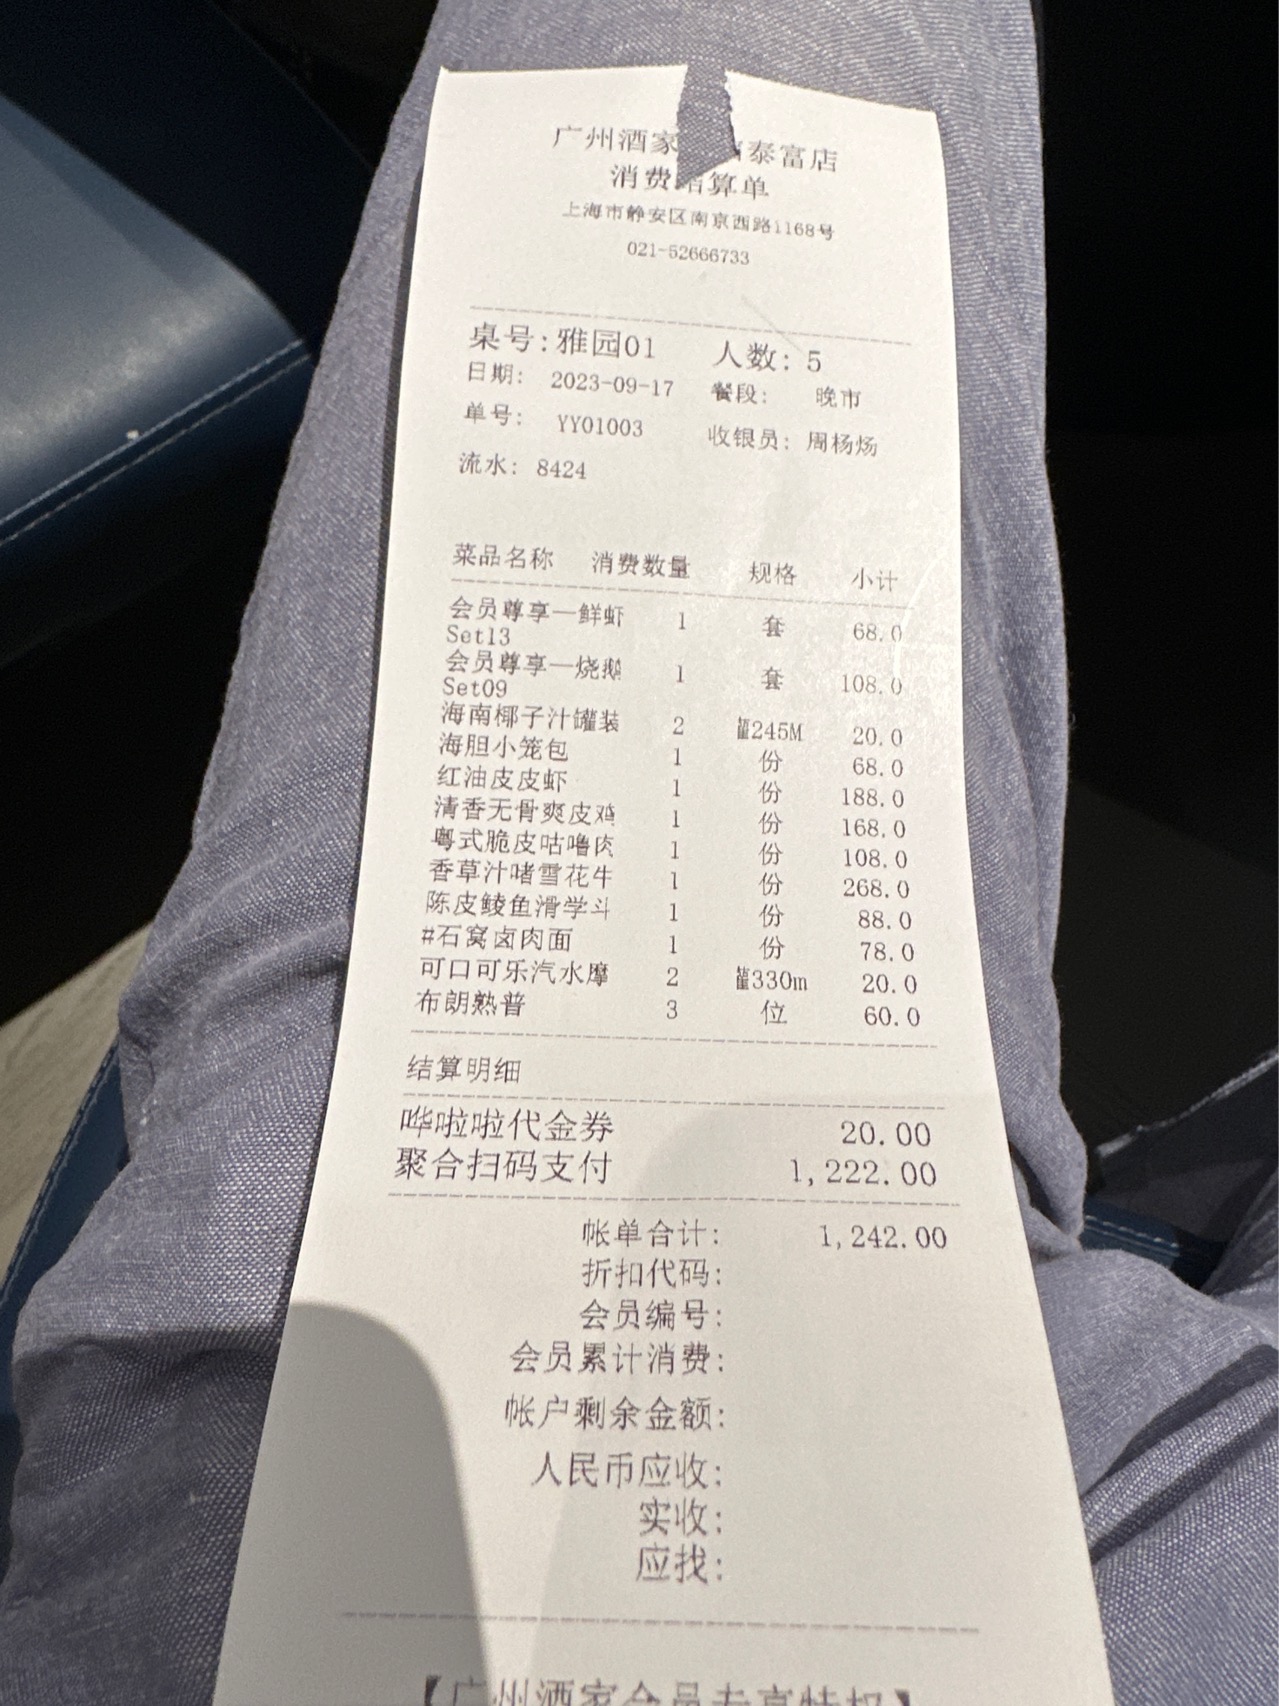 广州酒家 泰富店
消费结算单
上海市静安区南京西路1168号
021-52666733
桌号:雅园01 人数: 5
日期: 2023-09-17 餐段: 晚市
单号: YY01003 收银员: 周杨炀
流水: 8424
菜品名称 消费数量 规格 小计
会员尊享—鲜虾 1 套 68.0
Set13
会员尊享—烧鹅 1 套 108.0
Set09
海南椰子汁罐装 2 罐245M 20.0
海胆小笼包 1 份 68.0
红油皮皮虾 1 份 188.0
清香无骨爽皮鸡 1 份 168.0
粤式脆皮咕噜肉 1 份 108.0
香草汁啫雪花牛 1 份 268.0
陈皮鲮鱼滑学斗 1 份 88.0
#石窝卤肉面 1 份 78.0
可口可乐汽水摩 2 罐330m 20.0
布朗熟普 3 位 60.0
结算明细
哗啦啦代金券 20.00
聚合扫码支付 1,222.00
帐单合计: 1,242.00
折扣代码:
会员编号:
会员累计消费:
帐户剩余金额:
人民币应收:
实收:
应找:
【广州酒家会员专享特权】